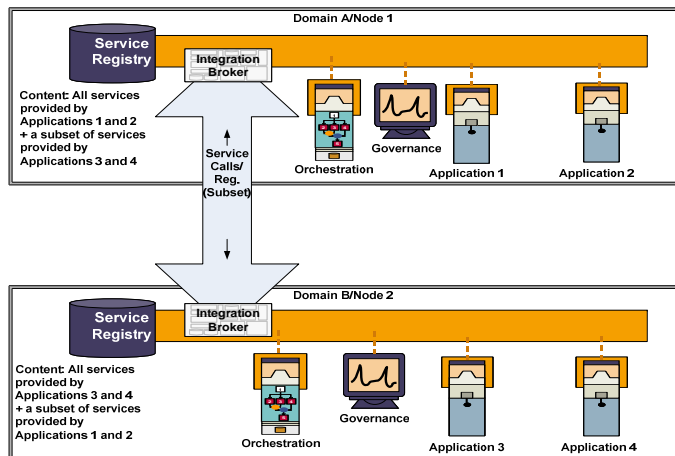 Domain A/Node 1
Service
Registry
Integration
Broker
Content: All services
provided by
Applications 1 and 2
+ a subset of services
provided by
Applications 3 and 4
Service
Calls/
Reg.
(Subset)
Orchestration
Governance
Application 1
Application 2
Domain B/Node 2
Service
Registry
Integration
Broker
Content: All services
provided by
Applications 3 and 4
+ a subset of services
provided by
Applications 1 and 2
Orchestration
Governance
Application 3
Application 4